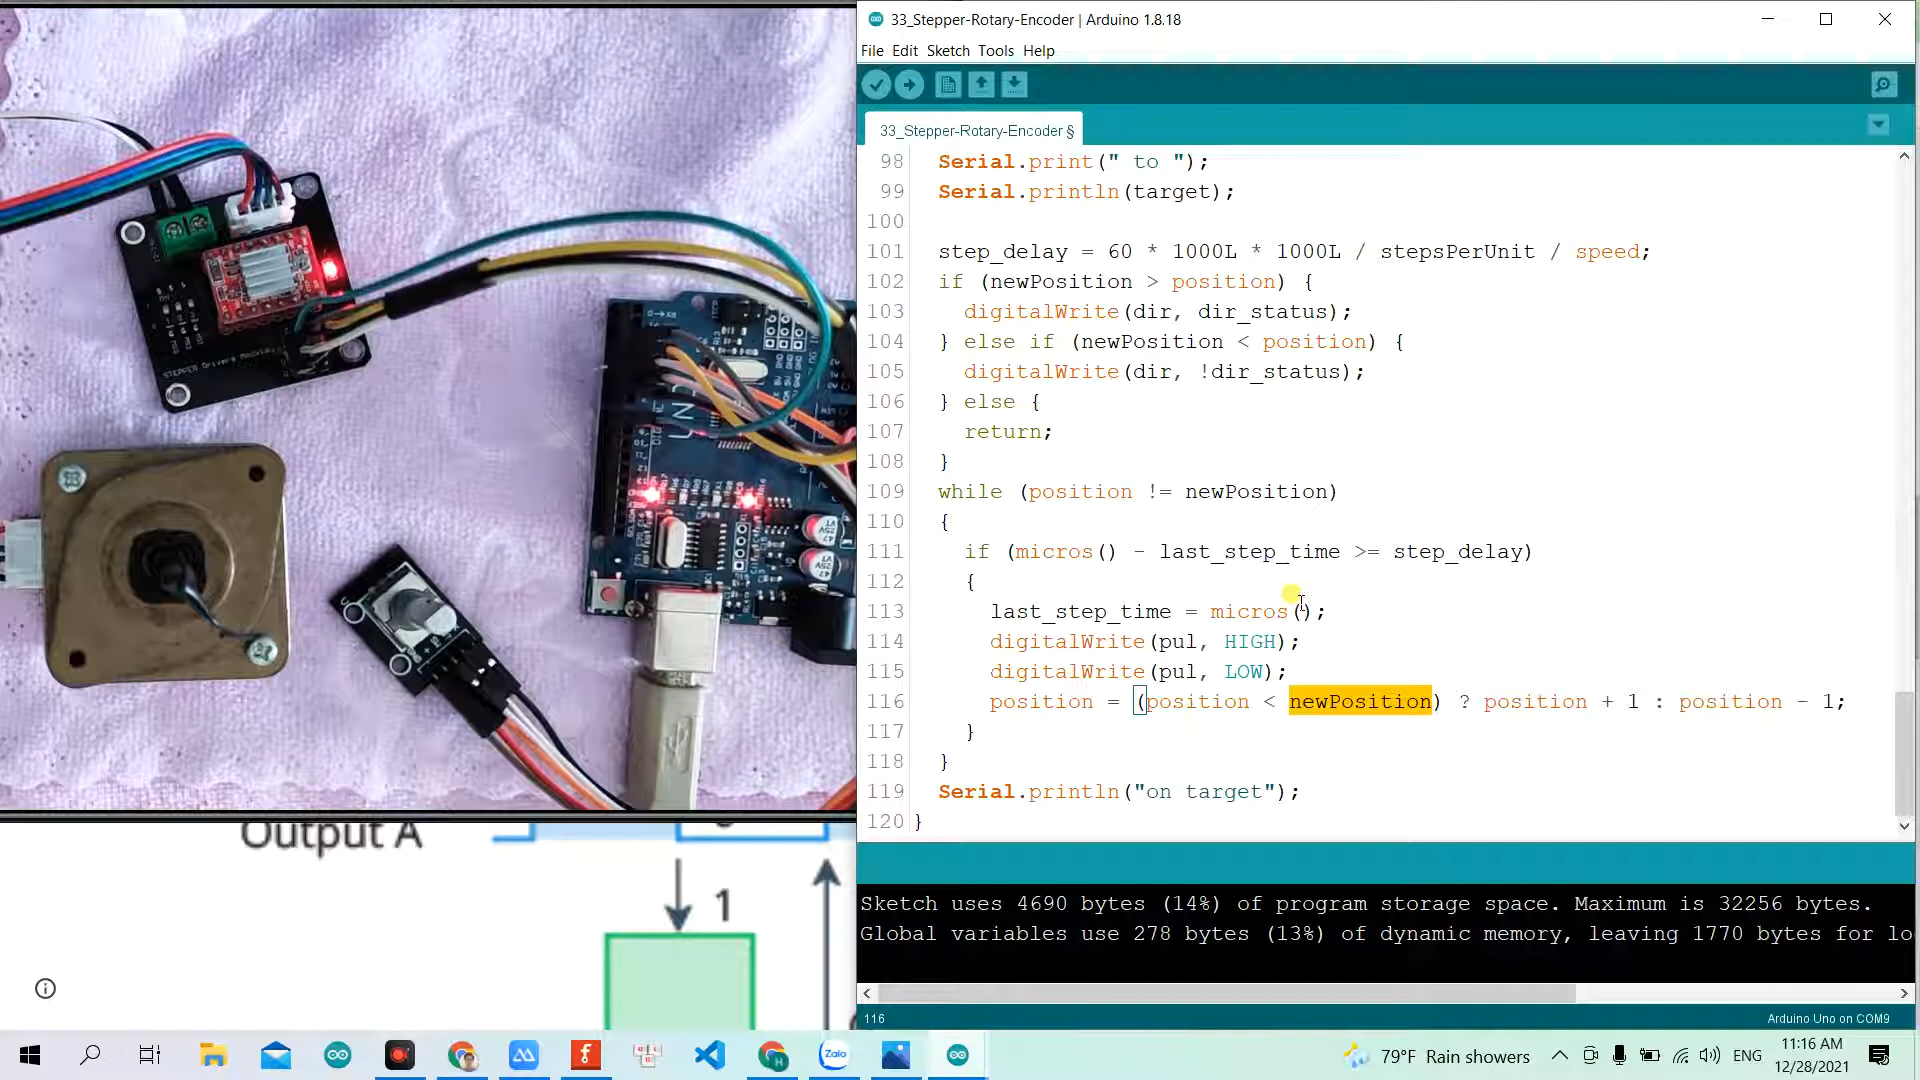 33_Stepper-Rotary-Encoder | Arduino 1.8.18
File Edit Sketch Tools Help
33_Stepper-Rotary-Encoder §
98 Serial.print(" to ");
99 Serial.println(target);
100
101 step_delay = 60 * 1000L * 1000L / stepsPerUnit / speed;
102 if (newPosition > position) {
103 digitalWrite(dir, dir_status);
104 } else if (newPosition < position) {
105 digitalWrite(dir, !dir_status);
106 } else {
107 return;
108 }
109 while (position != newPosition)
110 {
111 if (micros() - last_step_time >= step_delay)
112 {
113 last_step_time = micros();
114 digitalWrite(pul, HIGH);
115 digitalWrite(pul, LOW);
116 position = (position < newPosition) ? position + 1 : position - 1;
117 }
118 }
119 Serial.println("on target");
120 }
Sketch uses 4690 bytes (14%) of program storage space. Maximum is 32256 bytes.
Global variables use 278 bytes (13%) of dynamic memory, leaving 1770 bytes for lo
116
Arduino Uno on COM9
Output A
1
Zalo
79°F Rain showers
ENG
11:16 AM
12/28/2021